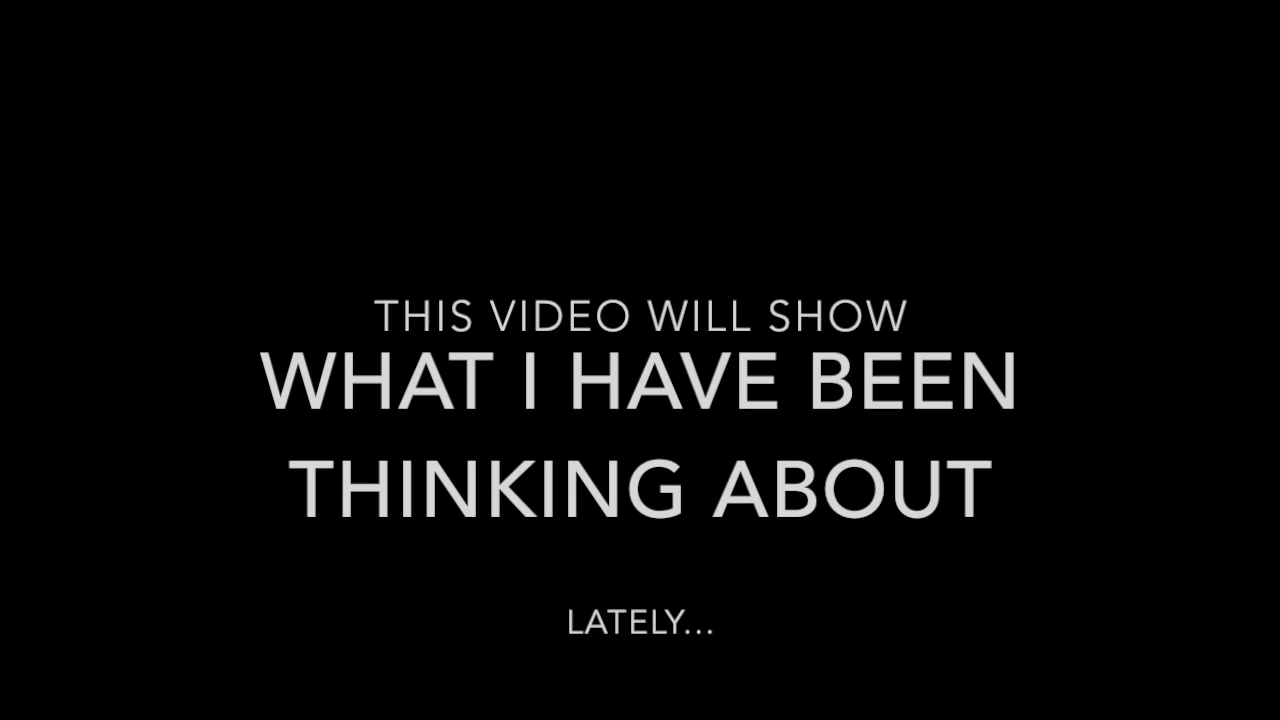 THIS VIDEO WILL SHOW
WHAT I HAVE BEEN
THINKING ABOUT
LATELY...